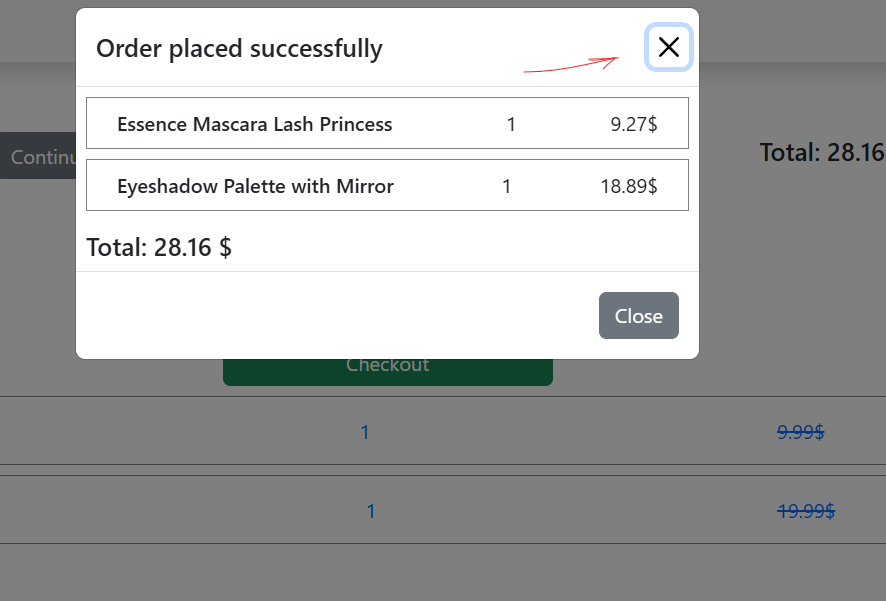 Order placed successfully
Continu
Total: 28.16
Essence Mascara Lash Princess 1 9.27$
Eyeshadow Palette with Mirror 1 18.89$
Total: 28.16 $
Close
Checkout
1 9.99$
1 19.99$